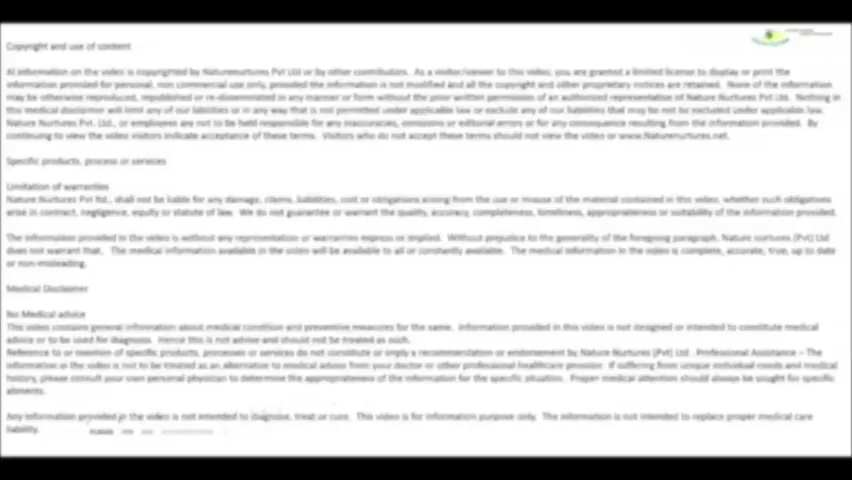 Copyright and use of content
All information on the video is copyrighted by Naturenurtures Pvt Ltd or by other contributors. As a visitor/viewer to this video, you are granted a limited license to display or print the
information provided for personal, non commercial use only, provided the information is not modified and all the copyright and other proprietary notices are retained. None of the information
may be otherwise reproduced, republished or re-disseminated in any manner or form without the prior written permission of an authorized representative of Nature Nurtures Pvt Ltd. Nothing in
this medical disclaimer will limit any of our liabilities or in any way that is not permitted under applicable law or exclude any of our liabilities that may be not be excluded under applicable law.
Nature Nurtures Pvt. Ltd., or employees are not to be held responsible for any inaccuracies, omissions or editorial errors or for any consequence resulting from the information provided. By
continuing to view the video visitors indicate acceptance of these terms. Visitors who do not accept these terms should not view the video or www.Naturenurtures.net.
Specific products, process or services
Limitation of warranties
Nature Nurtures Pvt ltd., shall not be liable for any damage, claims, liabilities, cost or obligations arising from the use or misuse of the material contained in this video, whether such obligations
arise in contract, negligence, equity or statute of law. We do not guarantee or warrant the quality, accuracy, completeness, timeliness, appropriateness or suitability of the information provided.
The information provided in the video is without any representation or warranties express or implied. Without prejudice to the generality of the foregoing paragraph, Nature nurtures (Pvt) Ltd
does not warrant that. The medical information available in the video will be available to all or constantly available. The medical information in the video is complete, accurate, true, up to date
or non-misleading.
Medical Disclaimer
No Medical advice
This video contains general information about medical condition and preventive measures for the same. Information provided in this video is not designed or intended to constitute medical
advice or to be used for diagnosis. Hence this is not advise and should not be treated as such.
Reference to or mention of specific products, processes or services do not constitute or imply a recommendation or endorsement by Nature Nurtures (Pvt) Ltd. Professional Assistance – The
information in the video is not to be treated as an alternative to medical advice from your doctor or other professional healthcare provider. If suffering from unique individual needs and medical
history, please consult your own personal physician to determine the appropriateness of the information for the specific situation. Proper medical attention should always be sought for specific
ailments.
Any information provided in the video is not intended to diagnose, treat or cure. This video is for information purpose only. The information is not intended to replace proper medical care
liability.